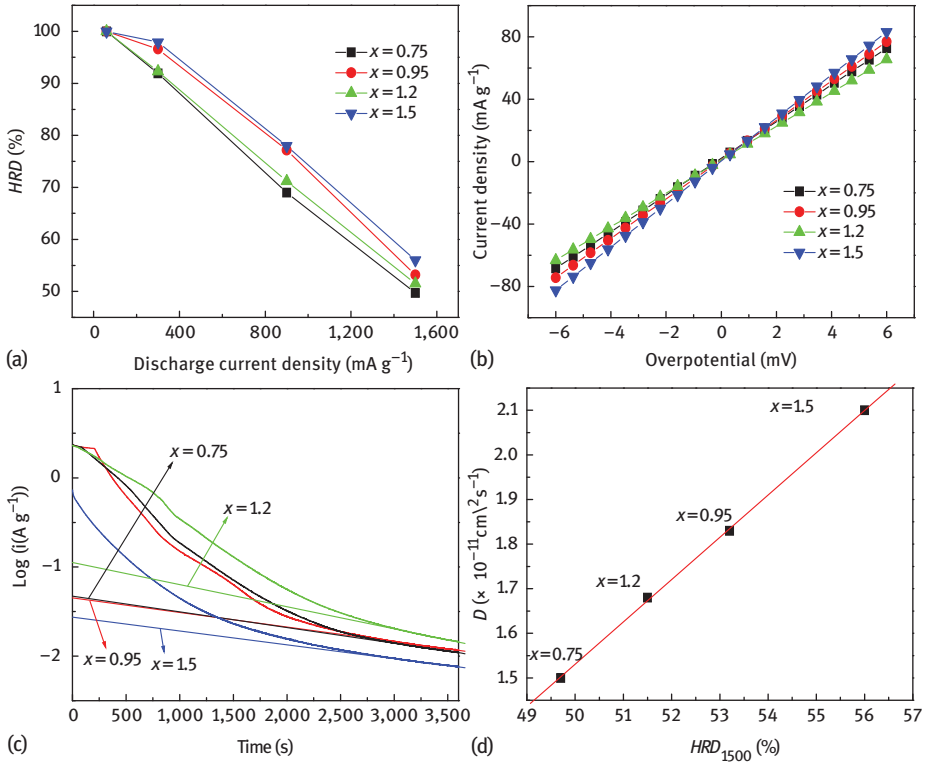 100
90
80
70
60
50
HRD (%)
x = 0.75
x = 0.95
x = 1.2
x = 1.5
0
400
800
1,200
1,600
(a)
Discharge current density (mA g⁻¹)
80
40
0
−40
−80
Current density (mA g⁻¹)
x = 0.75
x = 0.95
x = 1.2
x = 1.5
−6
−4
−2
0
2
4
6
(b)
Overpotential (mV)
1
0
−1
−2
Log (i(A g⁻¹))
x = 0.75
x = 1.2
x = 0.95
x = 1.5
0
500
1,000
1,500
2,000
2,500
3,000
3,500
(c)
Time (s)
2.1
2.0
1.9
1.8
1.7
1.6
1.5
D (× 10⁻¹¹cm\²s⁻¹)
x = 1.5
x = 0.95
x = 1.2
x = 0.75
49
50
51
52
53
54
55
56
57
(d)
HRD₁₅₀₀ (%)